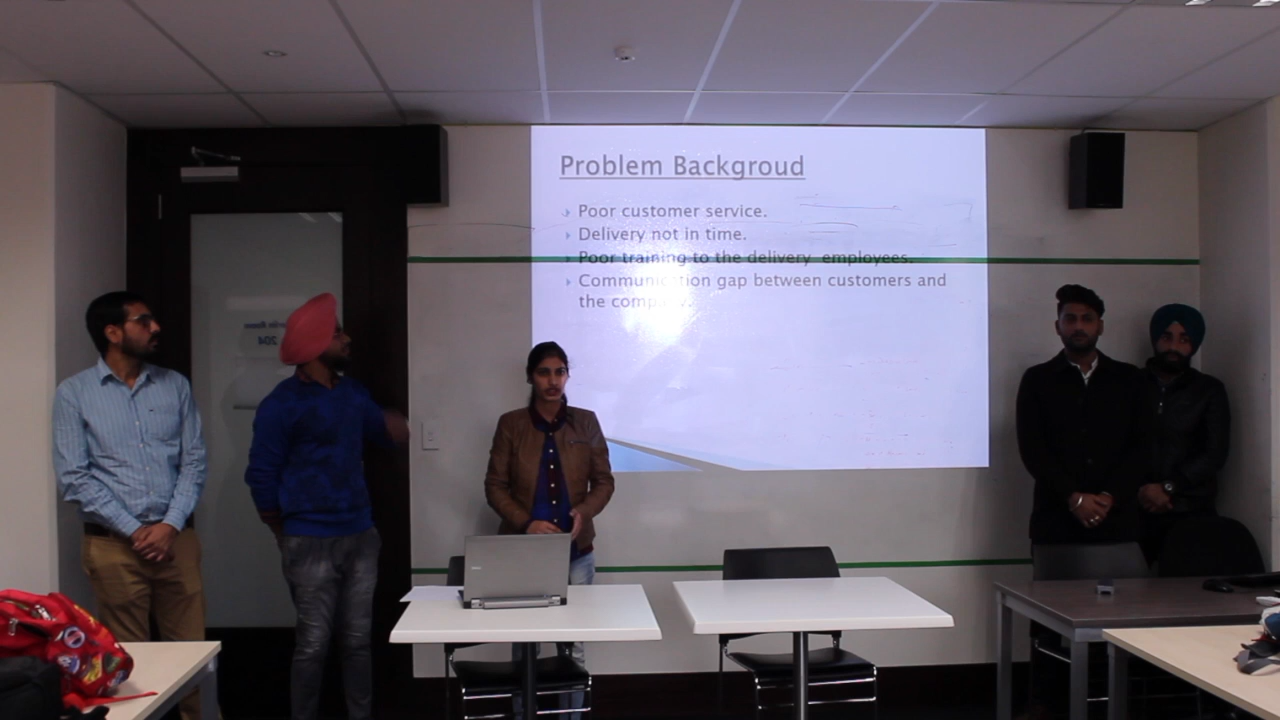 Problem Backgroud
Poor customer service.
Delivery not in time.
Poor training to the delivery employees.
Communication gap between customers and
the company.
204